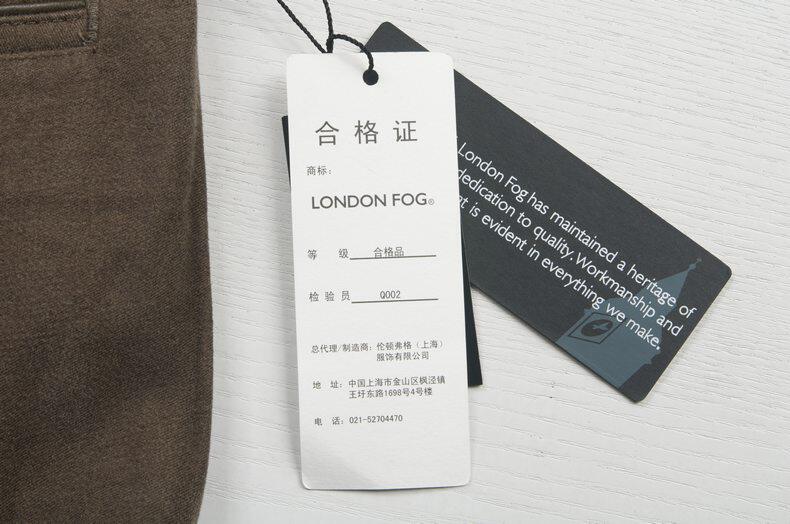 合格证
商标：
LONDON FOG®
等 级 合格品
检验员 Q002
总代理/制造商：伦顿弗格（上海）
服饰有限公司
地 址：中国上海市金山区枫泾镇
王圩东路1698号4号楼
电 话：021-52704470
London Fog has maintained a heritage of
dedication to quality. Workmanship and
is evident in everything we make.